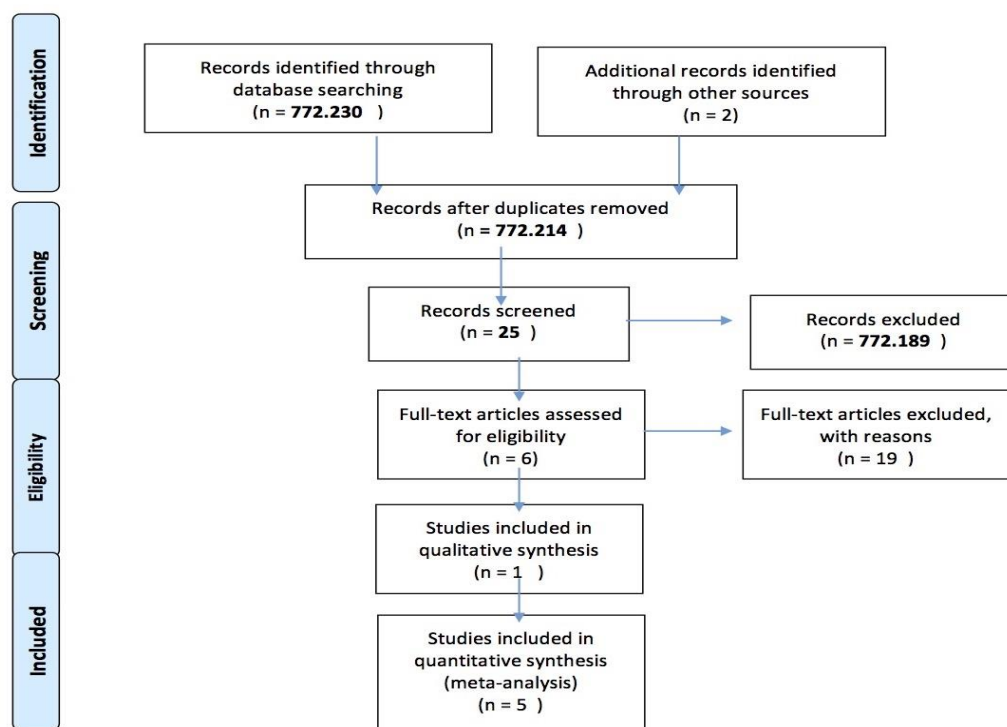 Identification
Records identified through
database searching
(n = 772.230 )
Additional records identified
through other sources
(n = 2)
Records after duplicates removed
(n = 772.214 )
Screening
Records screened
(n = 25 )
Records excluded
(n = 772.189 )
Eligibility
Full-text articles assessed
for eligibility
(n = 6)
Full-text articles excluded,
with reasons
(n = 19 )
Studies included in
qualitative synthesis
(n = 1 )
Included
Studies included in
quantitative synthesis
(meta-analysis)
(n = 5 )